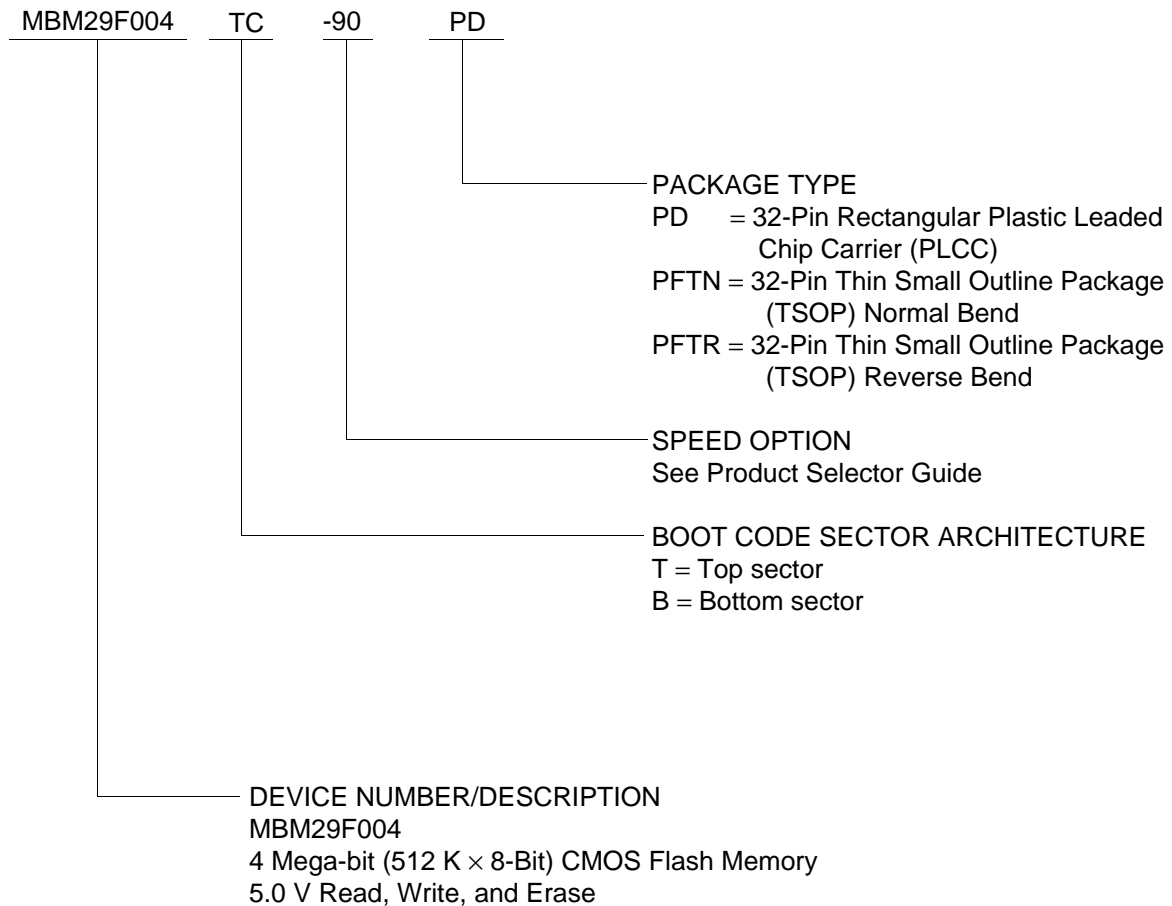 MBM29F004 TC -90 PD
PACKAGE TYPE
PD = 32-Pin Rectangular Plastic Leaded
Chip Carrier (PLCC)
PFTN = 32-Pin Thin Small Outline Package
(TSOP) Normal Bend
PFTR = 32-Pin Thin Small Outline Package
(TSOP) Reverse Bend
SPEED OPTION
See Product Selector Guide
BOOT CODE SECTOR ARCHITECTURE
T = Top sector
B = Bottom sector
DEVICE NUMBER/DESCRIPTION
MBM29F004
4 Mega-bit (512 K × 8-Bit) CMOS Flash Memory
5.0 V Read, Write, and Erase